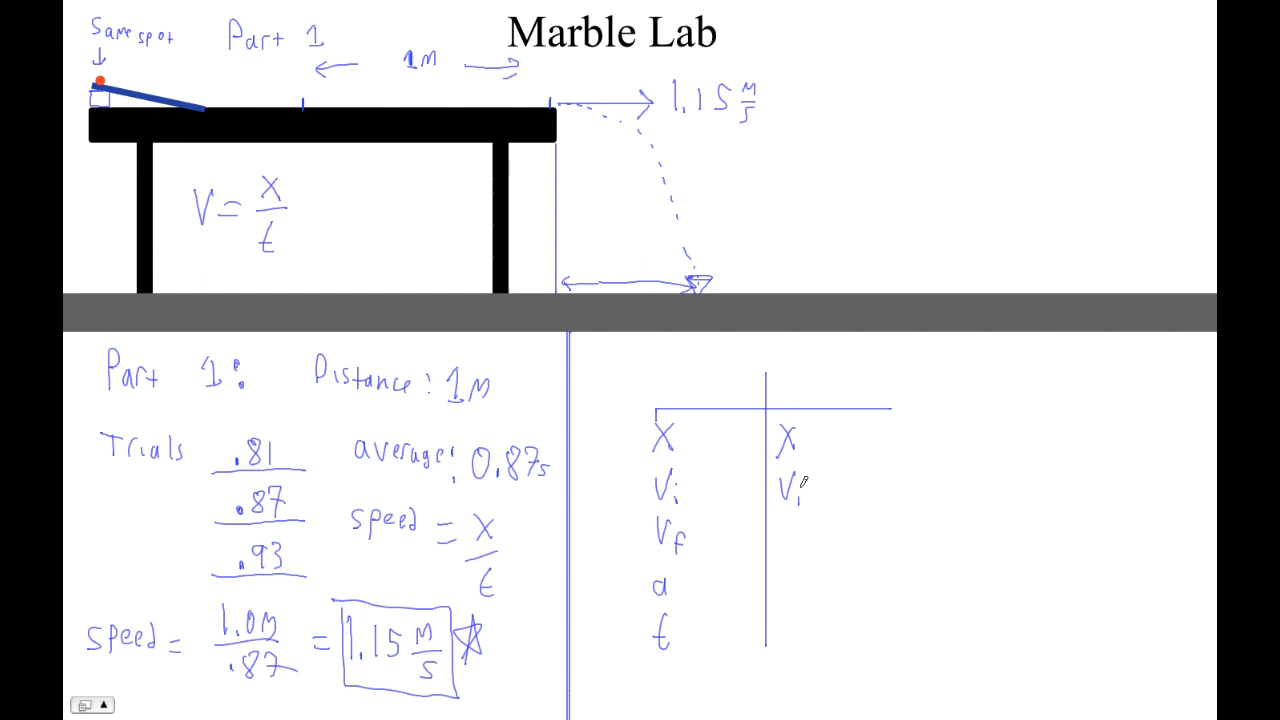 Marble Lab
Same spot
Part 1
1M
1.15 M/S
V = X/t
Part 1:
Distance: 1M
Trials
.81
.87
.93
average: 0.87s
speed = X/t
speed = 1.0M/.87 = 1.15 M/S
X X
Vi Vi
Vf
a
t